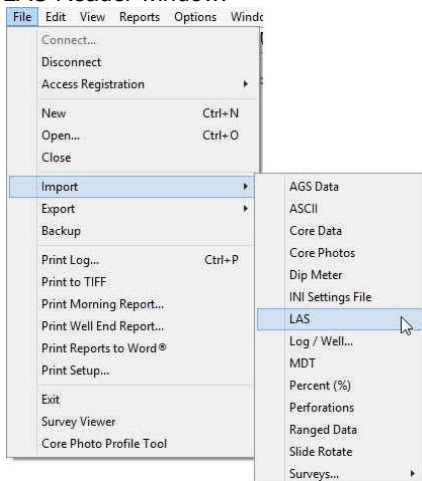 File Edit View Reports Options
Connect...
Disconnect
Access Registration
New Ctrl+N
Open... Ctrl+O
Close
Import
Export
Backup
Print Log... Ctrl+P
Print to TIFF
Print Morning Report...
Print Well End Report...
Print Reports to Word®
Print Setup...
Exit
Survey Viewer
Core Photo Profile Tool
AGS Data
ASCII
Core Data
Core Photos
Dip Meter
INI Settings File
LAS
Log / Well...
MDT
Percent (%)
Perforations
Ranged Data
Slide Rotate
Surveys...